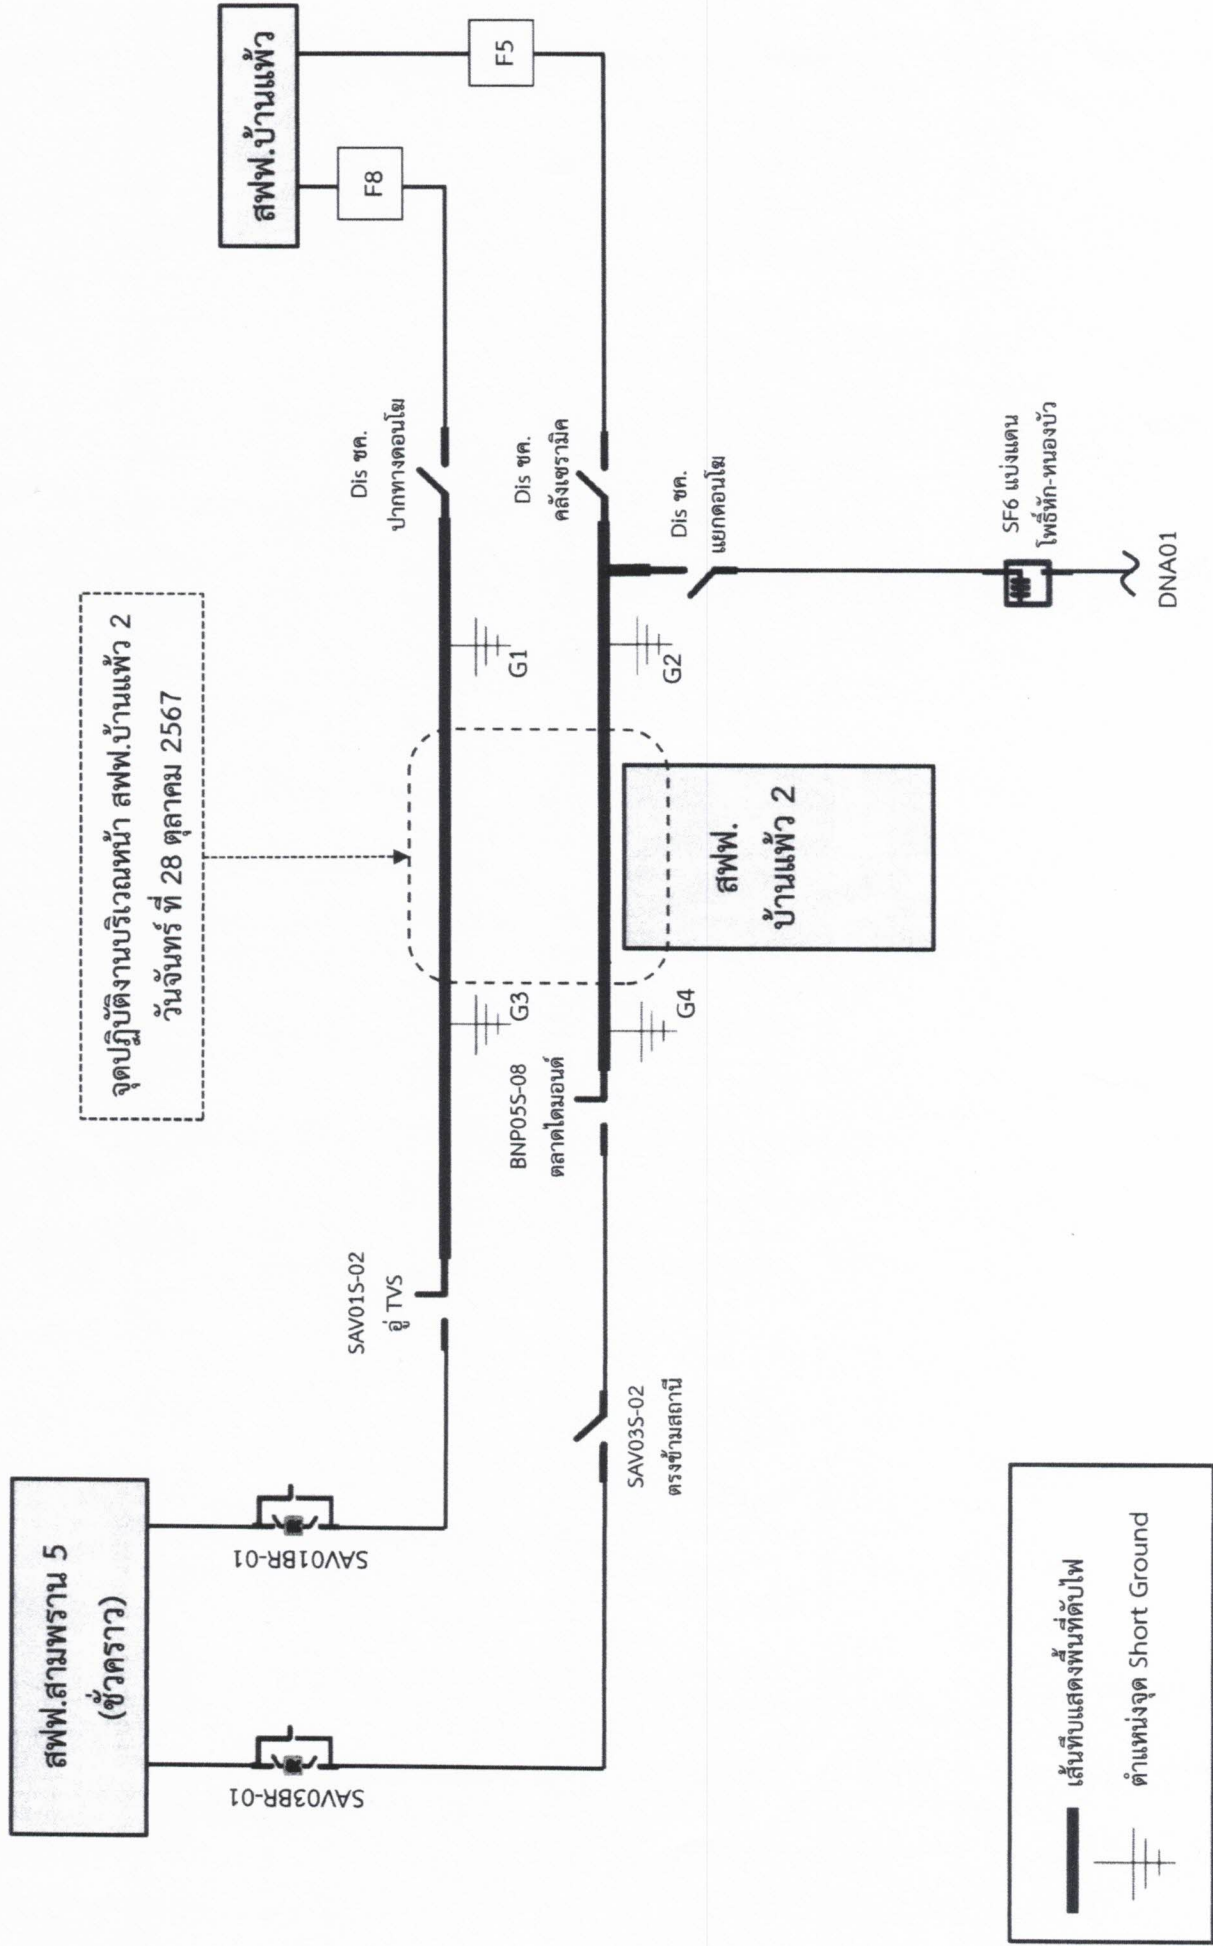 สฟฟ.สามพราน 5
(ชั่วคราว)
จุดปฏิบัติงานบริเวณหน้า สฟฟ.บ้านแพ้ว 2
วันจันทร์ ที่ 28 ตุลาคม 2567
สฟฟ.บ้านแพ้ว
SAV03BR-01
SAV01BR-01
F8
F5
SAV01S-02
อู่ TVS
Dis ชค.
ปากทางดอนโฆ
G3
G1
BNP05S-08
ตลาดไดมอนด์
Dis ชค.
คลังเซรามิค
SAV03S-02
ตรงข้ามสถานี
G4
G2
Dis ชค.
แยกดอนโฆ
สฟฟ.
บ้านแพ้ว 2
SF6 แบ่งแดน
โพธิ์หัก-หนองบัว
DNA01
เส้นทึบแสดงพื้นที่ดับไฟ
ตำแหน่งจุด Short Ground